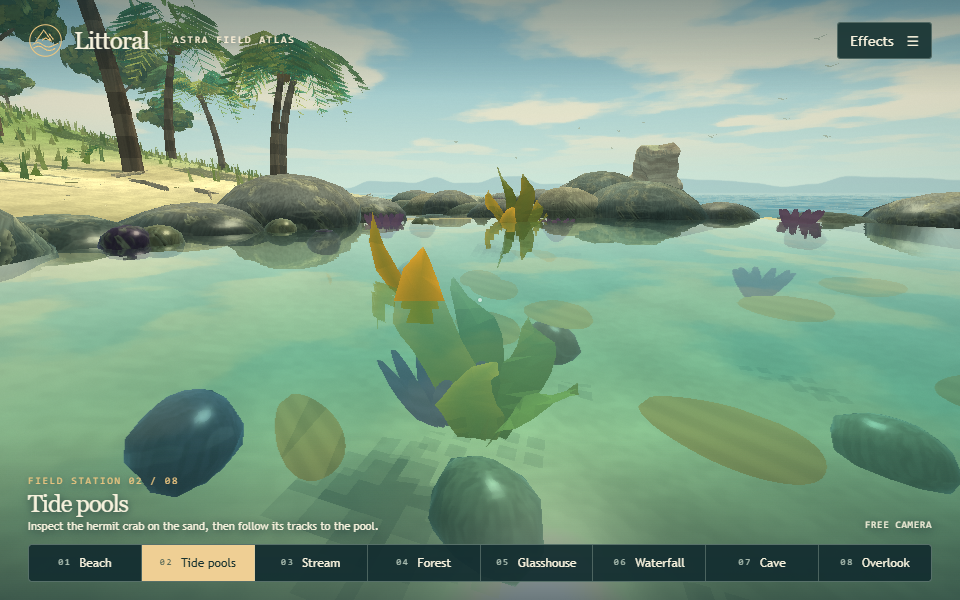 Littoral
ASTRA FIELD ATLAS
Effects
FIELD STATION 02 / 08
Tide pools
Inspect the hermit crab on the sand, then follow its tracks to the pool.
FREE CAMERA
01 Beach
02 Tide pools
03 Stream
04 Forest
05 Glasshouse
06 Waterfall
07 Cave
08 Overlook